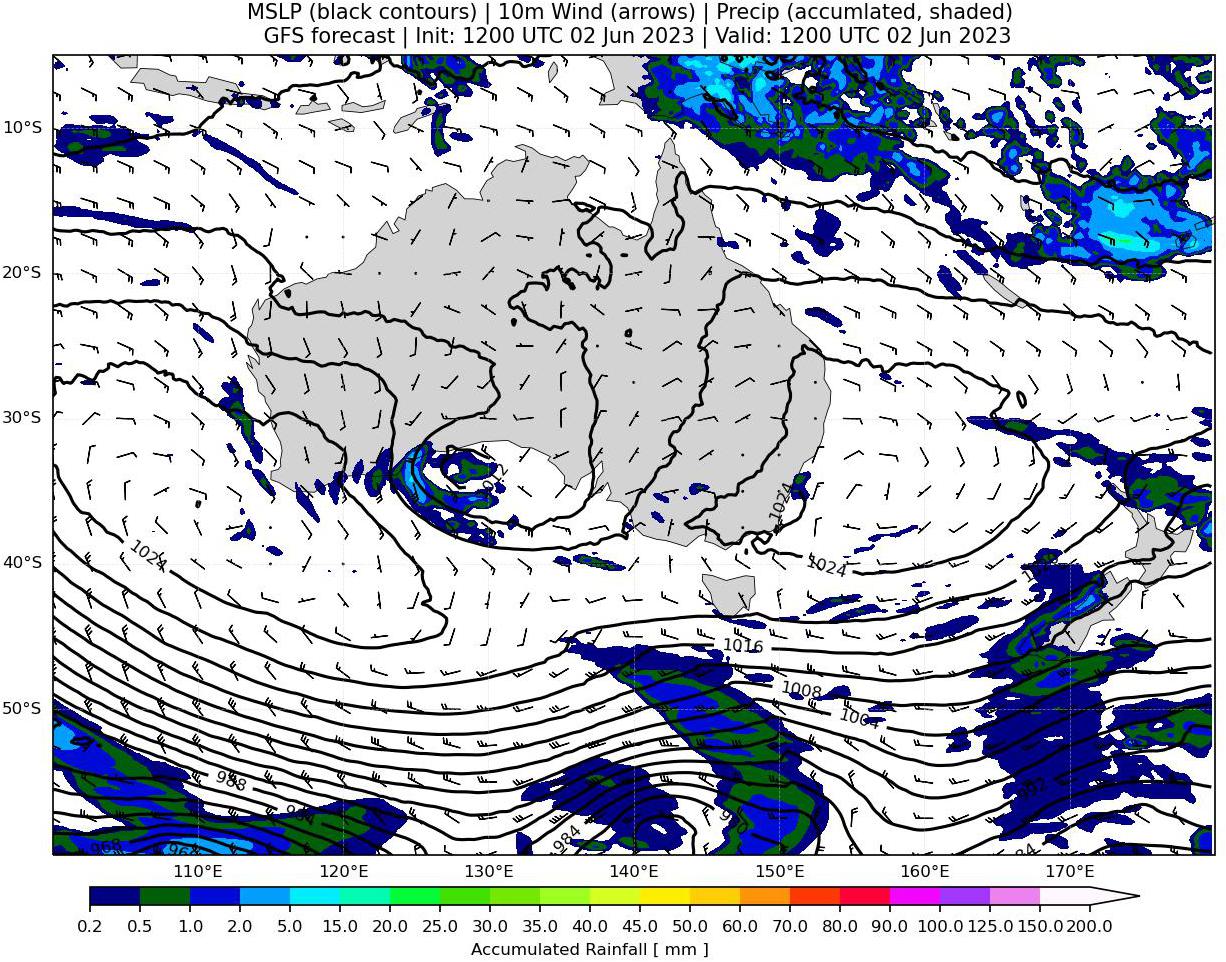 MSLP (black contours) | 10m Wind (arrows) | Precip (accumlated, shaded)
GFS forecast | Init: 1200 UTC 02 Jun 2023 | Valid: 1200 UTC 02 Jun 2023
10°S
20°S
30°S
1012
1024
1024
1024
40°S
1016
1008
1004
50°S
988
984
992
984
968
964
110°E 120°E 130°E 140°E 150°E 160°E 170°E
0.2 0.5 1.0 2.0 5.0 10.0 15.0 20.0 25.0 30.0 35.0 40.0 45.0 50.0 60.0 70.0 80.0 90.0 100.0 125.0 150.0 200.0
Accumulated Rainfall [ mm ]